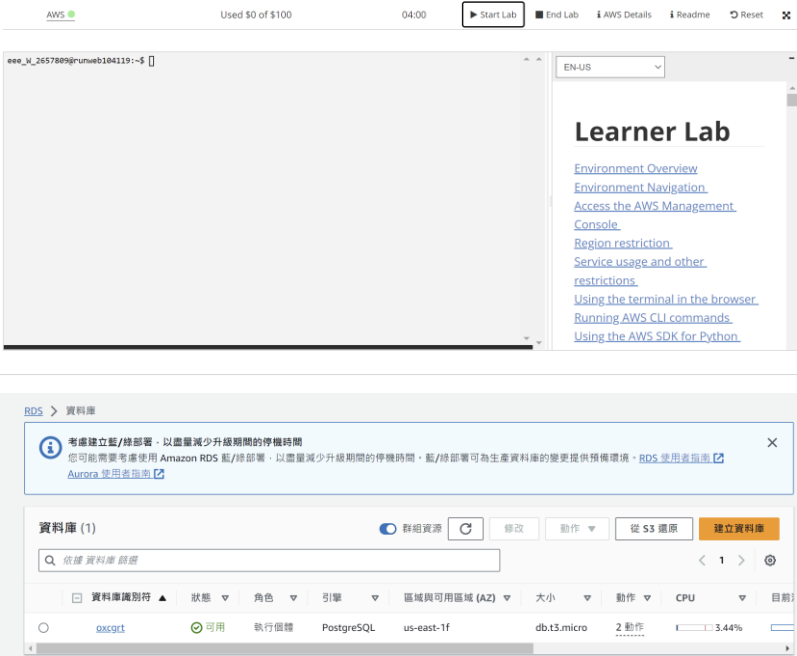 AWS Used $0 of $100 04:00 Start Lab End Lab AWS Details Readme Reset
eee_W_2657809@runweb104119:~$
EN-US
Learner Lab
Environment Overview
Environment Navigation
Access the AWS Management
Console
Region restriction
Service usage and other
restrictions
Using the terminal in the browser
Running AWS CLI commands
Using the AWS SDK for Python
RDS > 資料庫
考慮建立藍/綠部署,以盡量減少升級期間的停機時間
您可能需要考慮使用 Amazon RDS 藍/綠部署,以盡量減少升級期間的停機時間。藍/綠部署可為生產資料庫的變更提供預備環境。RDS 使用者指南
Aurora 使用者指南
資料庫 (1) 群組資源 修改 動作 從 S3 還原 建立資料庫
依據 資料庫 篩選 < 1 >
資料庫識別符 狀態 角色 引擎 區域與可用區域 (AZ) 大小 動作 CPU
oxcgrt 可用 執行個體 PostgreSQL us-east-1f db.t3.micro 2 動作 3.44%